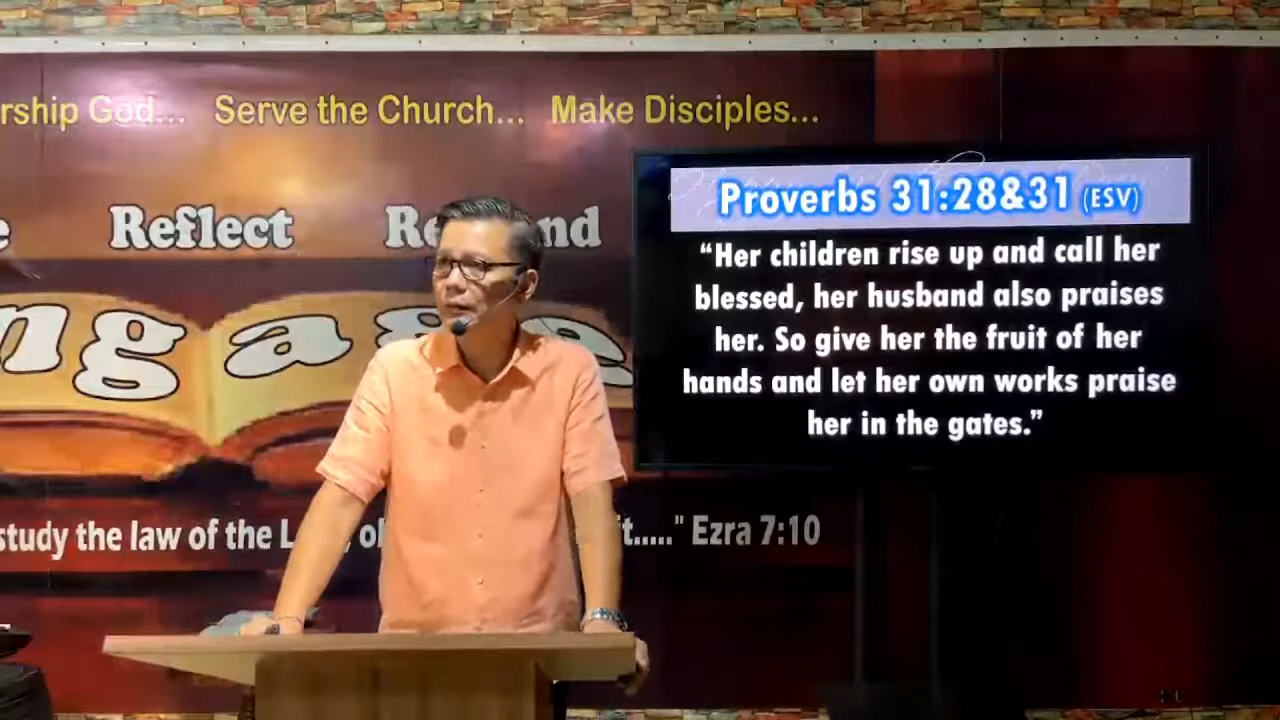 rship God... Serve the Church... Make Disciples...
Reflect
ng a
study the law of the it....." Ezra 7:10
Proverbs 31:28&31 (ESV)
“Her children rise up and call her
blessed, her husband also praises
her. So give her the fruit of her
hands and let her own works praise
her in the gates.”